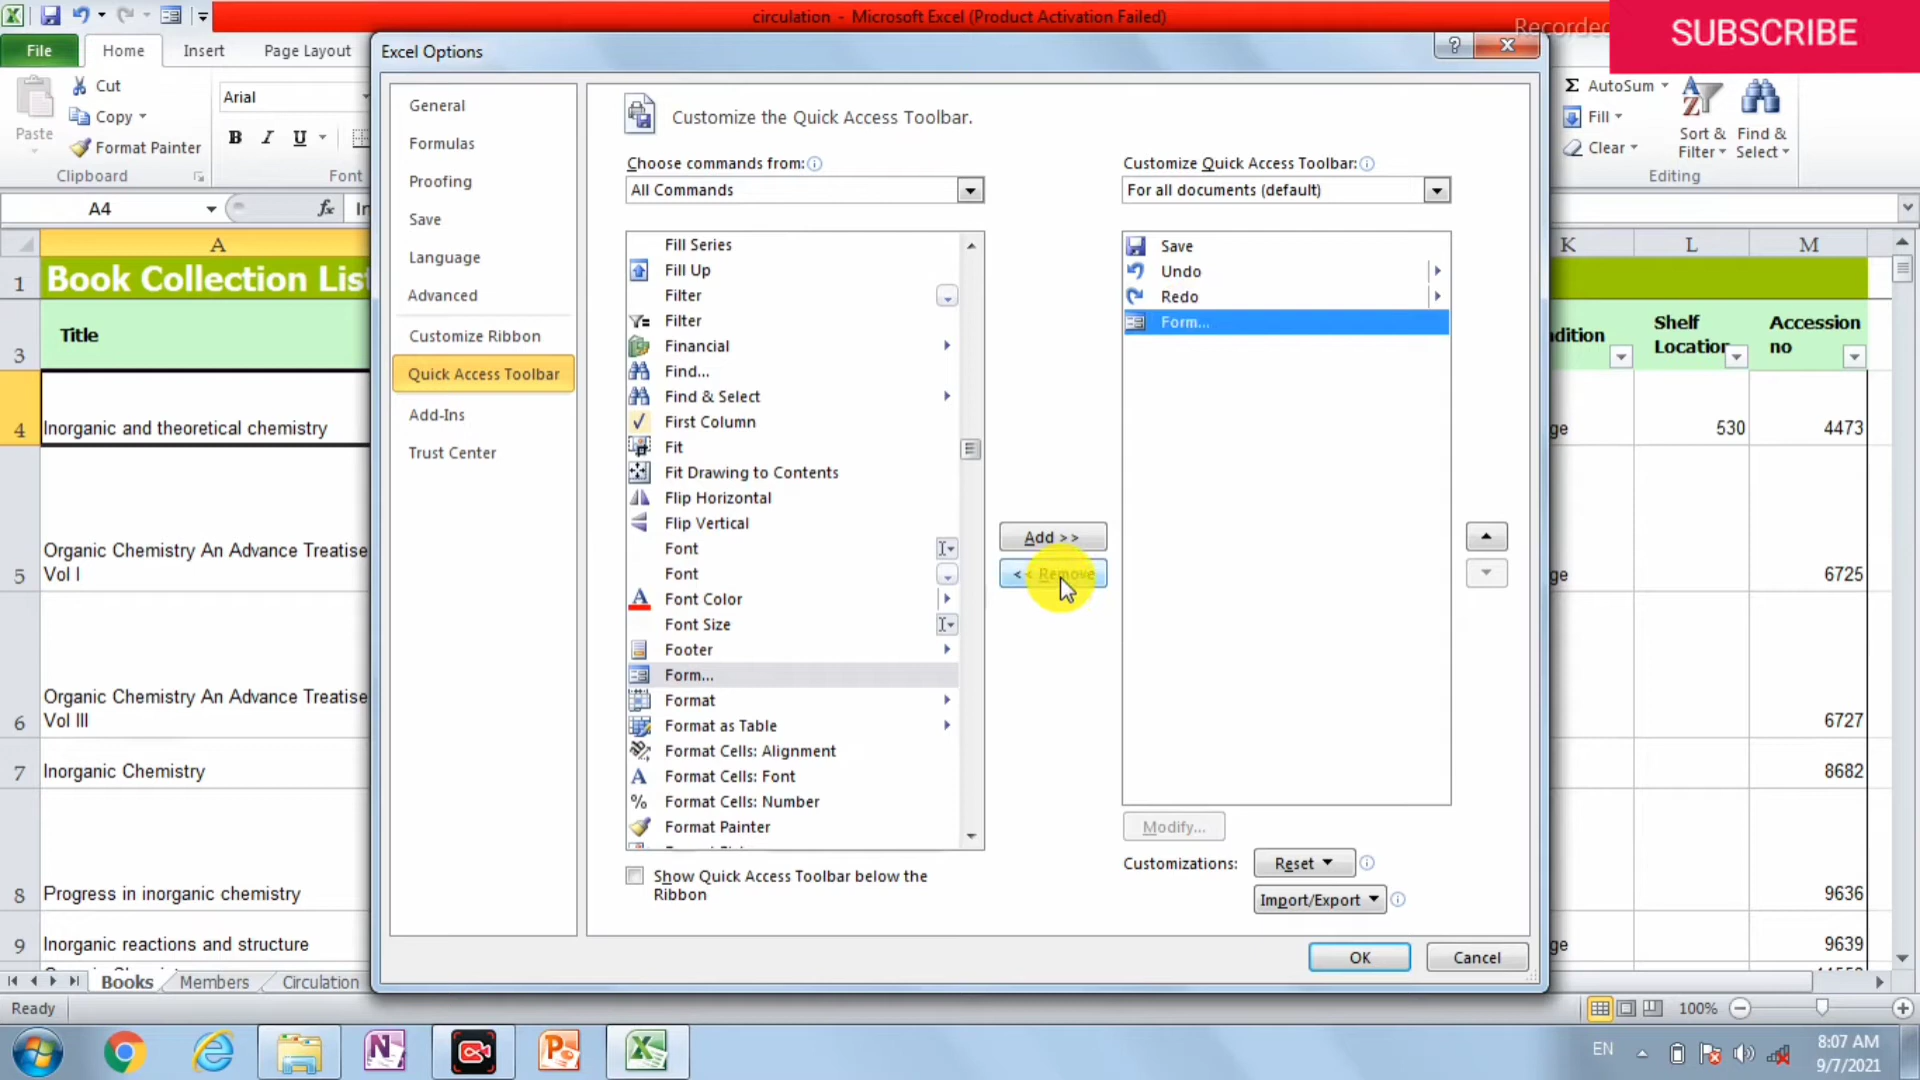 circulation - Microsoft Excel (Product Activation Failed)
SUBSCRIBE
File
Home
Insert
Page Layout
Excel Options
Cut
Copy
Format Painter
Paste
Clipboard
Arial
B I U
Font
AutoSum
Fill
Clear
Sort & Filter
Find & Select
Editing
A4
fx
General
Formulas
Proofing
Save
Language
Advanced
Customize Ribbon
Quick Access Toolbar
Add-Ins
Trust Center
Customize the Quick Access Toolbar.
Choose commands from:
All Commands
Fill Series
Fill Up
Filter
Filter
Financial
Find...
Find & Select
First Column
Fit
Fit Drawing to Contents
Flip Horizontal
Flip Vertical
Font
Font
Font Color
Font Size
Footer
Form...
Format
Format as Table
Format Cells: Alignment
Format Cells: Font
Format Cells: Number
Format Painter
Show Quick Access Toolbar below the
Ribbon
Add >>
<< Remove
Customize Quick Access Toolbar:
For all documents (default)
Save
Undo
Redo
Form...
Modify...
Customizations:
Reset
Import/Export
OK
Cancel
A
K L M
1 Book Collection List
3 Title
Shelf Location
Accession no
4 Inorganic and theoretical chemistry
530 4473
5 Organic Chemistry An Advance Treatise
Vol I
6725
6 Organic Chemistry An Advance Treatise
Vol III
6727
7 Inorganic Chemistry
8682
8 Progress in inorganic chemistry
9636
9 Inorganic reactions and structure
9639
Books
Members
Circulation
Ready
100%
EN
8:07 AM
9/7/2021